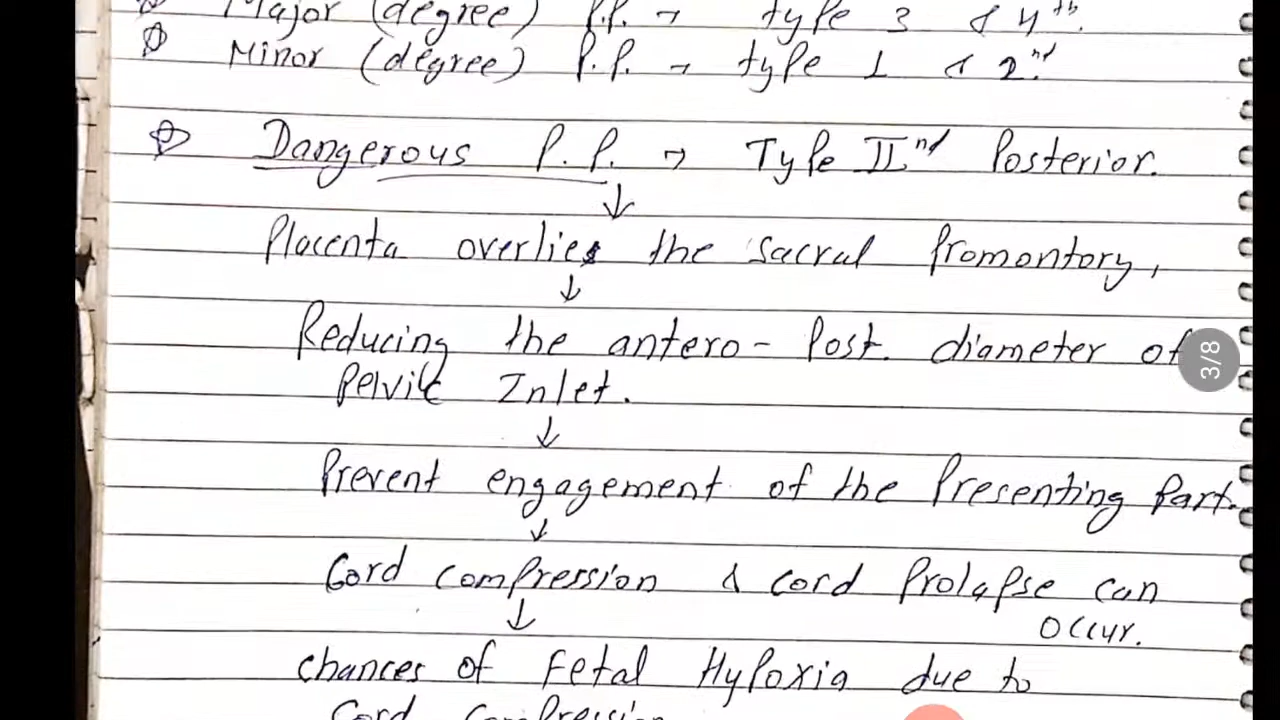 Major (degree) P.P. → type 3 & 4th.
Minor (degree) P.P. → type 1 & 2nd
Dangerous P.P. → Type IInd Posterior.
↓
Placenta overlies the sacral Promontory,
↓
Reducing the antero - Post. diameter of
Pelvic Inlet.
↓
Prevent engagement of the Presenting Part.
↓
Cord compression & cord Prolapse can
occur.
↓
chances of Fetal Hypoxia due to
Cord Compression
3/8